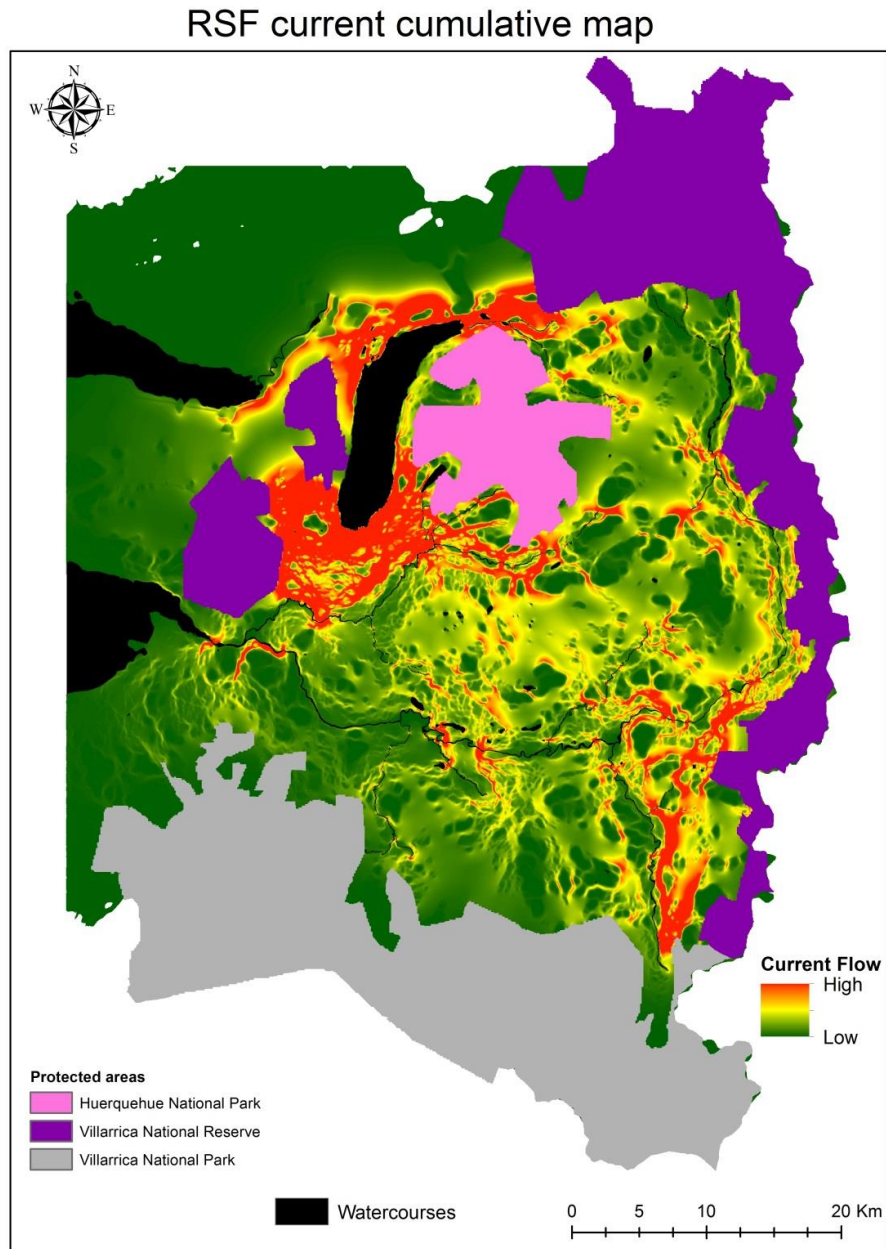 RSF current cumulative map
N
W E
S
Current Flow
High
Low
Protected areas
Huerquehue National Park
Villarrica National Reserve
Villarrica National Park
Watercourses
0 5 10 20 Km